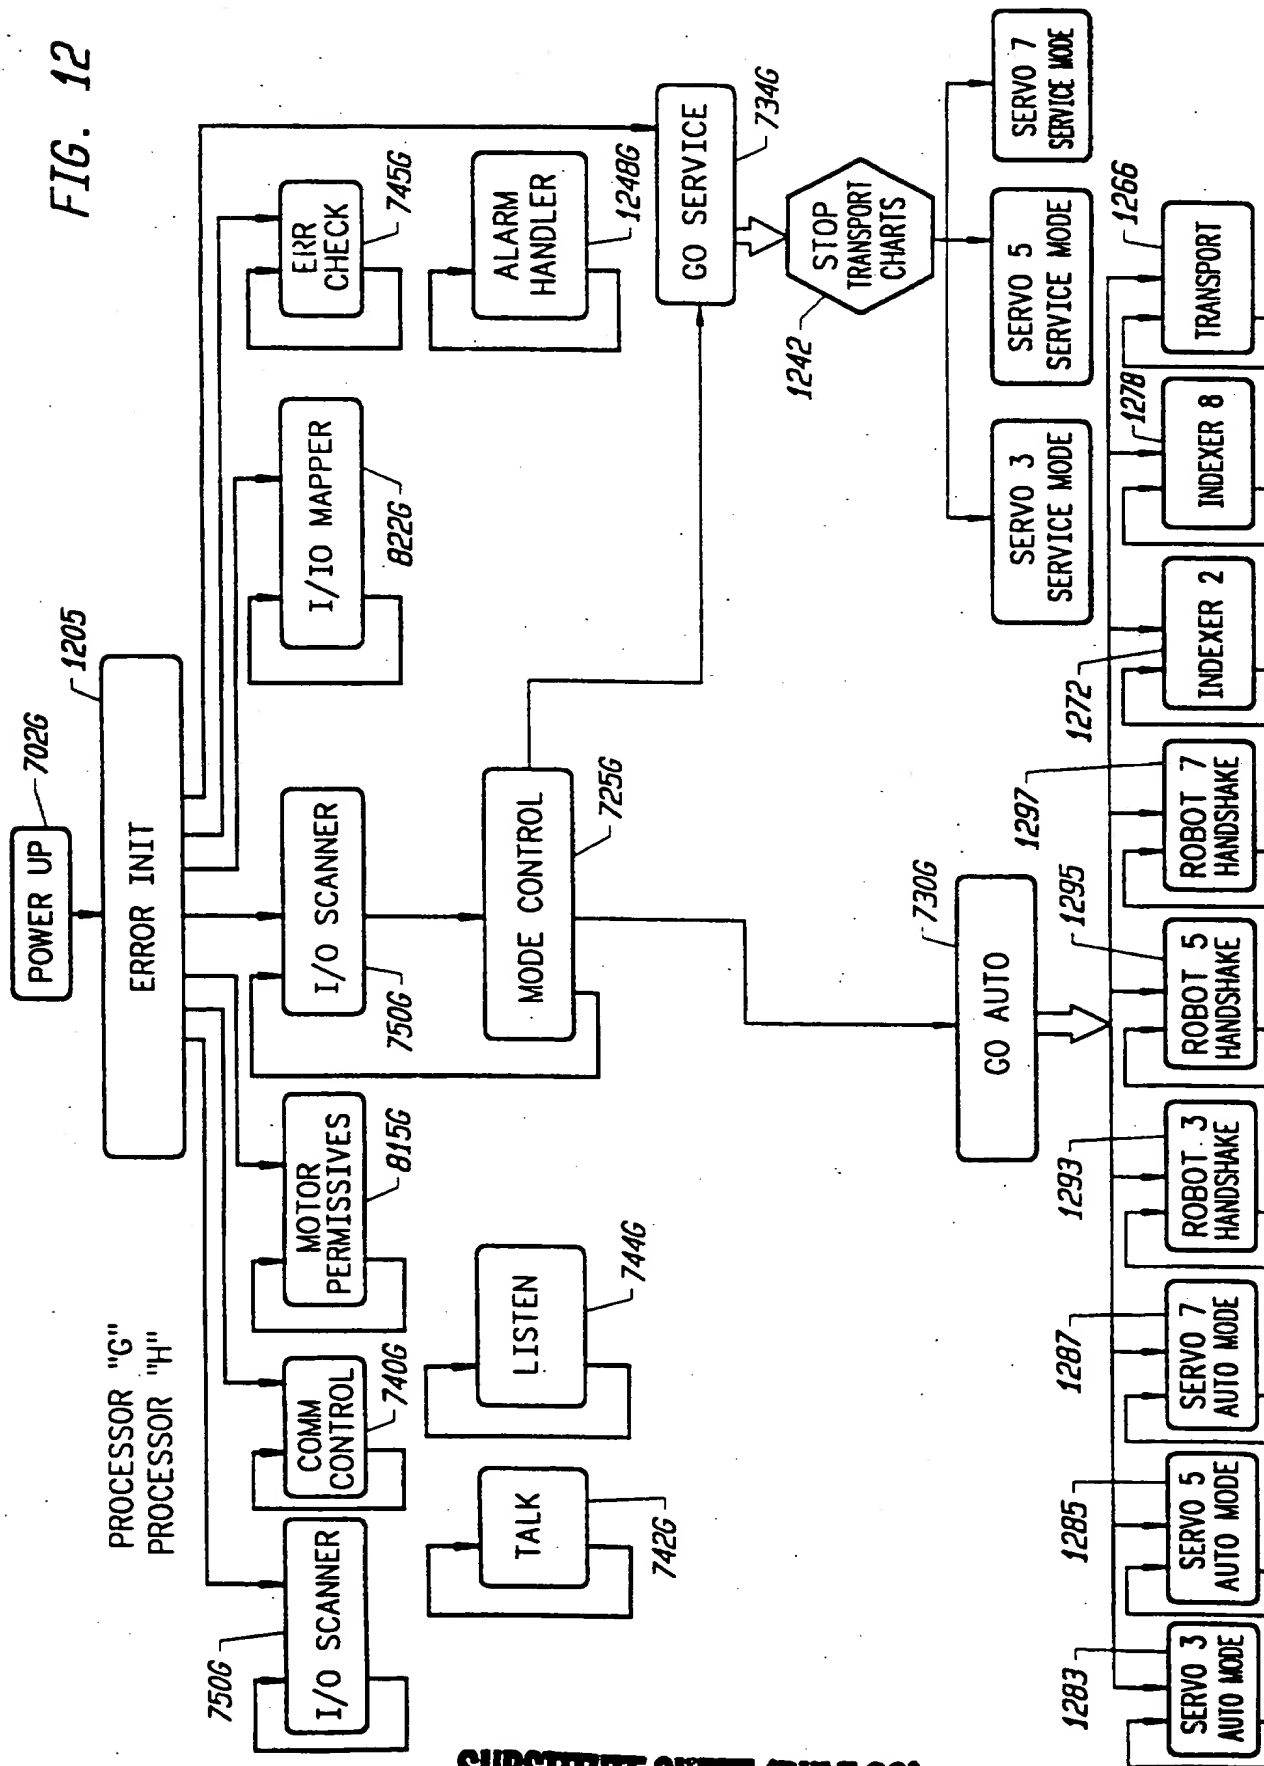 FIG. 12
PROCESSOR "G"
PROCESSOR "H"
POWER UP
702G
ERROR INIT
1205
I/O SCANNER
750G
COMM
CONTROL
740G
MOTOR
PERMISSIVES
815G
I/O SCANNER
750G
I/IO MAPPER
822G
ERR
CHECK
745G
TALK
742G
LISTEN
744G
MODE CONTROL
725G
ALARM
HANDLER
1248G
GO SERVICE
734G
STOP
TRANSPORT
CHARTS
1242
GO AUTO
730G
SERVO 3
SERVICE MODE
SERVO 5
SERVICE MODE
SERVO 7
SERVICE MODE
SERVO 3
AUTO MODE
1283
SERVO 5
AUTO MODE
1285
SERVO 7
AUTO MODE
1287
ROBOT 3
HANDSHAKE
1293
ROBOT 5
HANDSHAKE
1295
ROBOT 7
HANDSHAKE
1297
INDEXER 2
1272
INDEXER 8
1278
TRANSPORT
1266